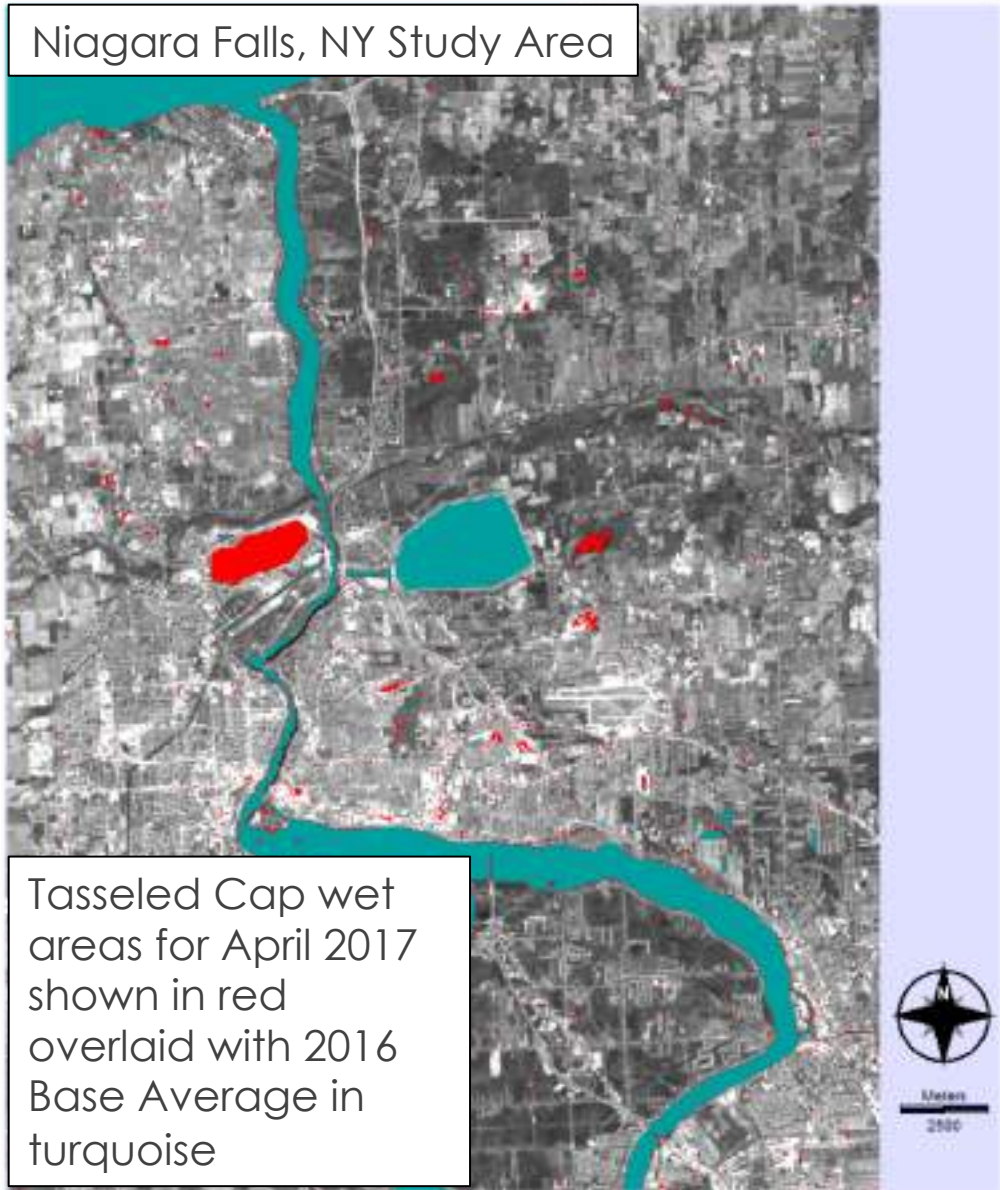 Niagara Falls, NY Study Area
Tasseled Cap wet
areas for April 2017
shown in red
overlaid with 2016
Base Average in
turquoise
N
Meters
2500